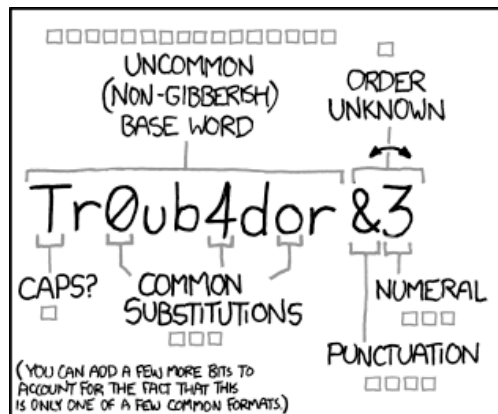 UNCOMMON
(NON-GIBBERISH)
BASE WORD
ORDER
UNKNOWN
Tr0ub4dor &3
CAPS?
COMMON
SUBSTITUTIONS
NUMERAL
PUNCTUATION
(YOU CAN ADD A FEW MORE BITS TO
ACCOUNT FOR THE FACT THAT THIS
IS ONLY ONE OF A FEW COMMON FORMATS.)